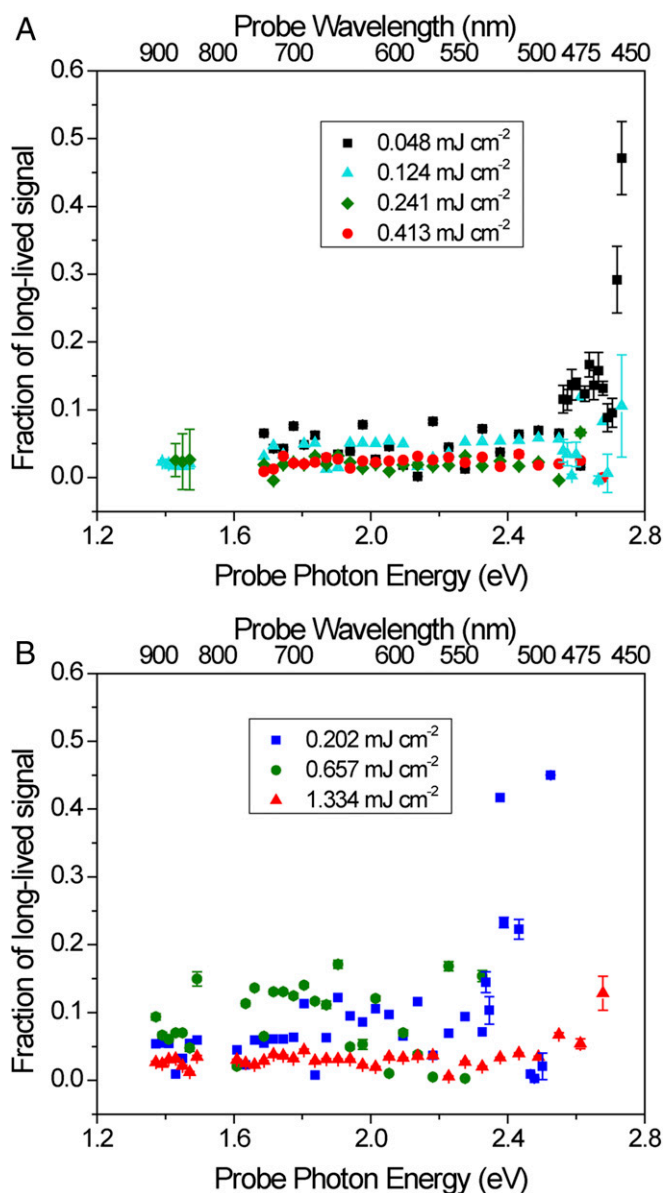 A
Probe Wavelength (nm)
900 800 700 600 550 500 475 450
0.6
0.5
0.4
0.3
0.2
0.1
0.0
Fraction of long-lived signal
0.048 mJ cm-2
0.124 mJ cm-2
0.241 mJ cm-2
0.413 mJ cm-2
1.2 1.6 2.0 2.4 2.8
Probe Photon Energy (eV)
B
Probe Wavelength (nm)
900 800 700 600 550 500 475 450
0.6
0.5
0.4
0.3
0.2
0.1
0.0
Fraction of long-lived signal
0.202 mJ cm-2
0.657 mJ cm-2
1.334 mJ cm-2
1.2 1.6 2.0 2.4 2.8
Probe Photon Energy (eV)